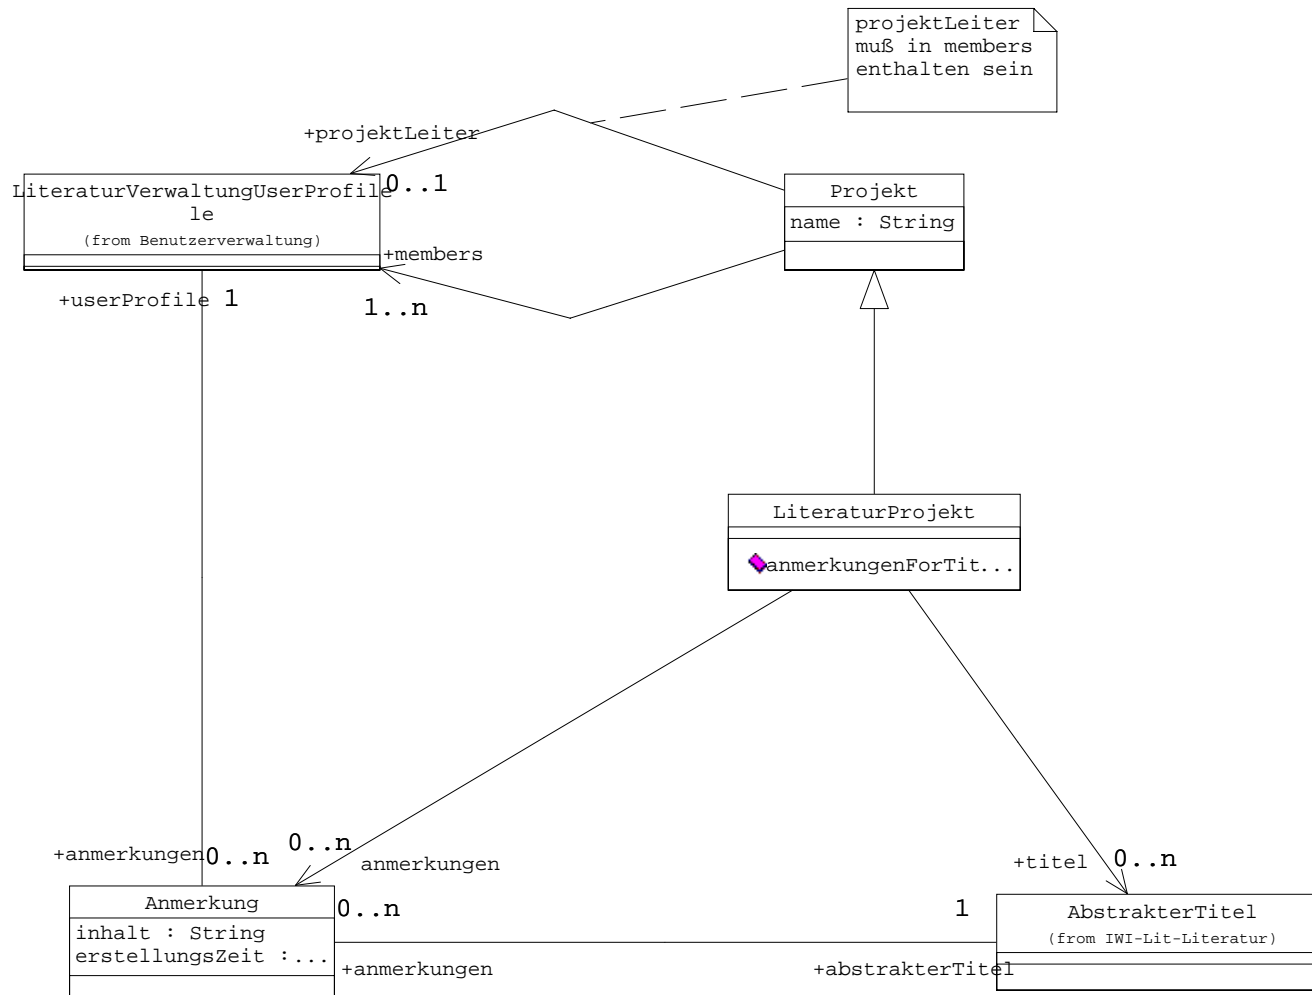 projektLeiter
muß in members
enthalten sein
+projektLeiter
0..1
LiteraturVerwaltungUserProfile
le
(from Benutzerverwaltung)
Projekt
name : String
+members
1..n
+userProfile 1
LiteraturProjekt
anmerkungenForTit...
+anmerkungen 0..n
0..n
anmerkungen
+titel 0..n
Anmerkung
inhalt : String
erstellungsZeit :...
0..n
+anmerkungen
1
+abstrakterTitel
AbstrakterTitel
(from IWI-Lit-Literatur)